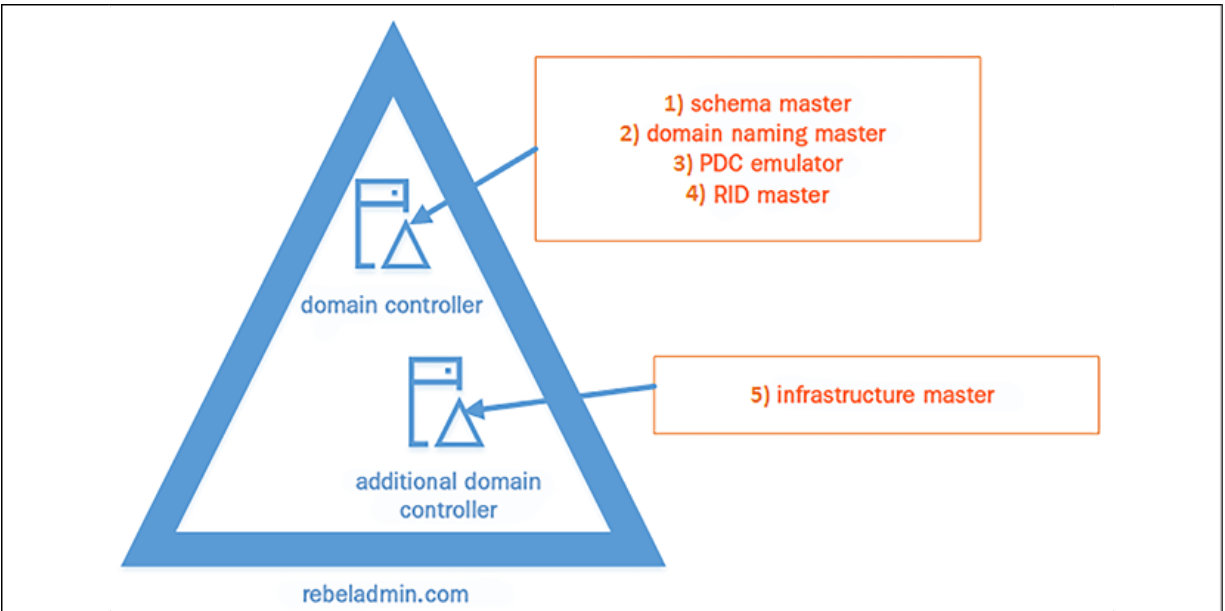 1) schema master
2) domain naming master
3) PDC emulator
4) RID master
domain controller
5) infrastructure master
additional domain
controller
rebeladmin.com